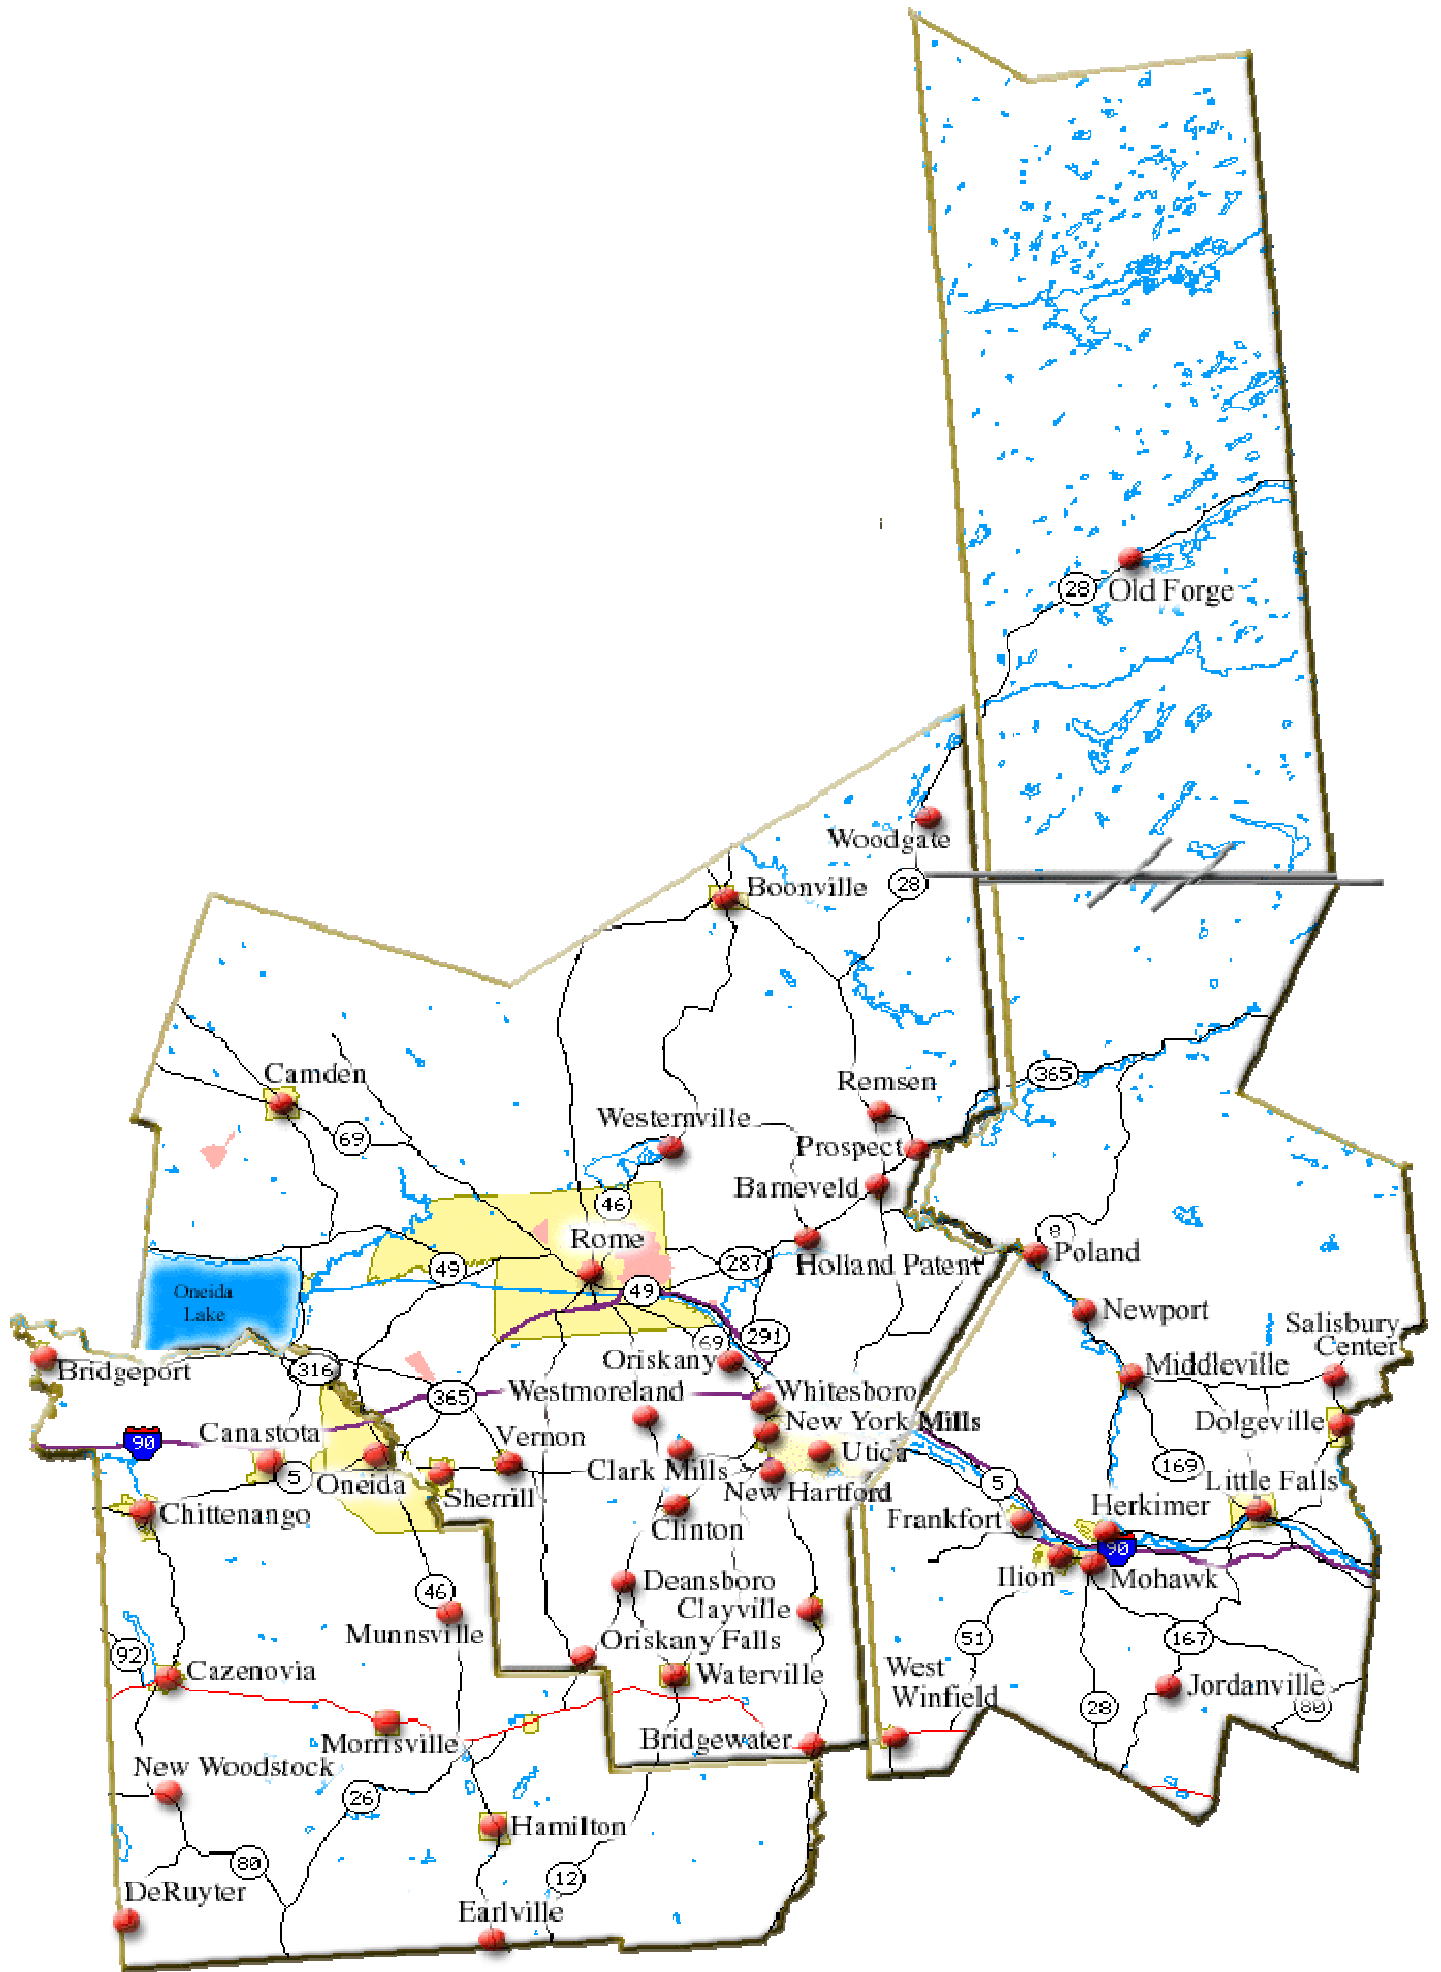 28
Old Forge
Woodgate
Boonville
28
Camden
365
Remsen
Westernville
69
Prospect
Barneveld
46
Rome
8
Poland
Holland Patent
287
49
Oneida
Lake
49
Newport
291
69
Salisbury
Center
Oriskany
Bridgeport
316
Middleville
365
Westmoreland
Whitesboro
New York Mills
Dolgeville
Canastota
90
Vernon
Utica
169
Clark Mills
5
Oneida
Sherrill
New Hartford
5
Little Falls
Chittenango
Clinton
Frankfort
Herkimer
90
Ilion
Mohawk
Deansboro
46
Clayville
Munnsville
Oriskany Falls
51
167
92
Cazenovia
Waterville
West
Winfield
Jordanville
28
80
Morrisville
Bridgewater
New Woodstock
26
Hamilton
80
12
DeRuyter
Earlville